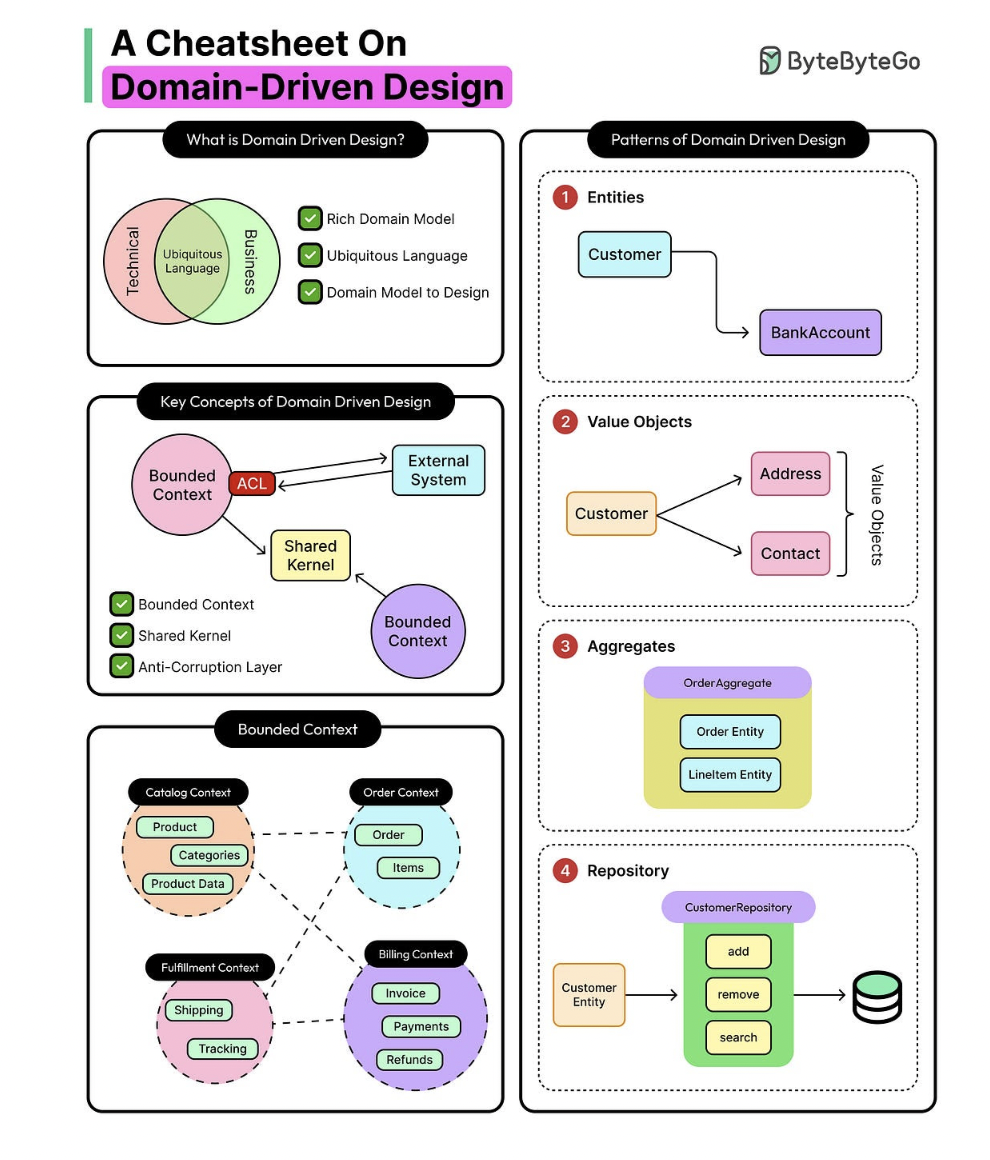 A Cheatsheet On
Domain-Driven Design
ByteByteGo
What is Domain Driven Design?
Technical
Ubiquitous
Language
Business
Rich Domain Model
Ubiquitous Language
Domain Model to Design
Key Concepts of Domain Driven Design
Bounded
Context
ACL
External
System
Shared
Kernel
Bounded
Context
Bounded Context
Shared Kernel
Anti-Corruption Layer
Bounded Context
Catalog Context
Product
Categories
Product Data
Order Context
Order
Items
Fulfillment Context
Shipping
Tracking
Billing Context
Invoice
Payments
Refunds
Patterns of Domain Driven Design
1 Entities
Customer
BankAccount
2 Value Objects
Customer
Address
Contact
Value Objects
3 Aggregates
OrderAggregate
Order Entity
LineItem Entity
4 Repository
CustomerRepository
Customer
Entity
add
remove
search